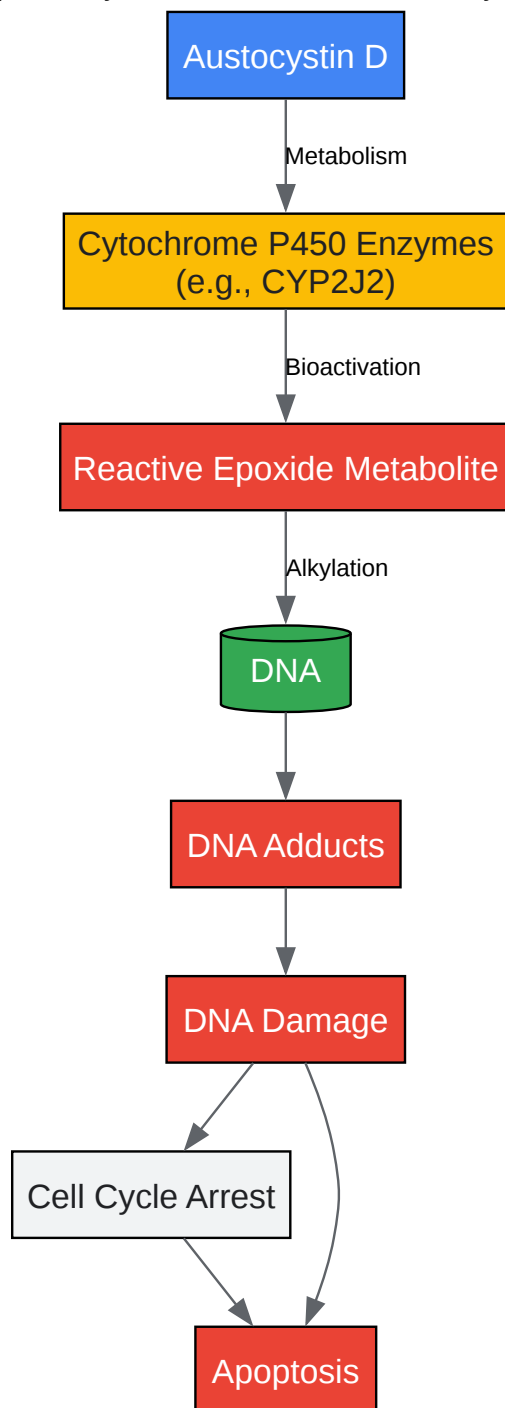 Austocystin D
Metabolism
Cytochrome P450 Enzymes
(e.g., CYP2J2)
Bioactivation
Reactive Epoxide Metabolite
Alkylation
DNA
DNA Adducts
DNA Damage
Cell Cycle Arrest
Apoptosis